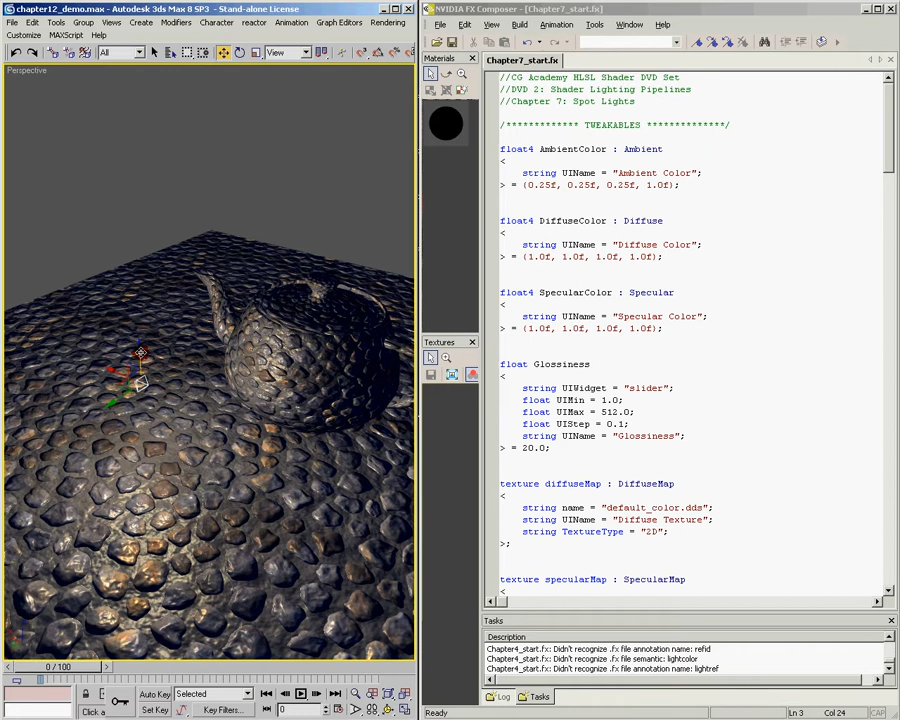 chapter12_demo.max - Autodesk 3ds Max 8 SP3 - Stand-alone License
File Edit Tools Group Views Create Modifiers Character reactor Animation Graph Editors Rendering
Customize MAXScript Help
All View
Perspective
0 / 100
Auto Key Selected
Click a Set Key Key Filters... 0
NVIDIA FX Composer - [Chapter7_start.fx]
File Edit View Build Animation Tools Window Help
Materials
Textures
Chapter7_start.fx
//CG Academy HLSL Shader DVD Set
//DVD 2: Shader Lighting Pipelines
//Chapter 7: Spot Lights
/************* TWEAKABLES **************/
float4 AmbientColor : Ambient
<
string UIName = "Ambient Color";
> = {0.25f, 0.25f, 0.25f, 1.0f};
float4 DiffuseColor : Diffuse
<
string UIName = "Diffuse Color";
> = {1.0f, 1.0f, 1.0f, 1.0f};
float4 SpecularColor : Specular
<
string UIName = "Specular Color";
> = {1.0f, 1.0f, 1.0f, 1.0f};
float Glossiness
<
string UIWidget = "slider";
float UIMin = 1.0;
float UIMax = 512.0;
float UIStep = 0.1;
string UIName = "Glossiness";
> = 20.0;
texture diffuseMap : DiffuseMap
<
string name = "default_color.dds";
string UIName = "Diffuse Texture";
string TextureType = "2D";
>;
texture specularMap : SpecularMap
<
Tasks
Description
Chapter4_start.fx: Didn't recognize .fx file annotation name: refid
Chapter4_start.fx: Didn't recognize .fx file semantic: lightcolor
Chapter4_start.fx: Didn't recognize .fx file annotation name: lightref
Log Tasks
Ready Ln 3 Col 24 CAP